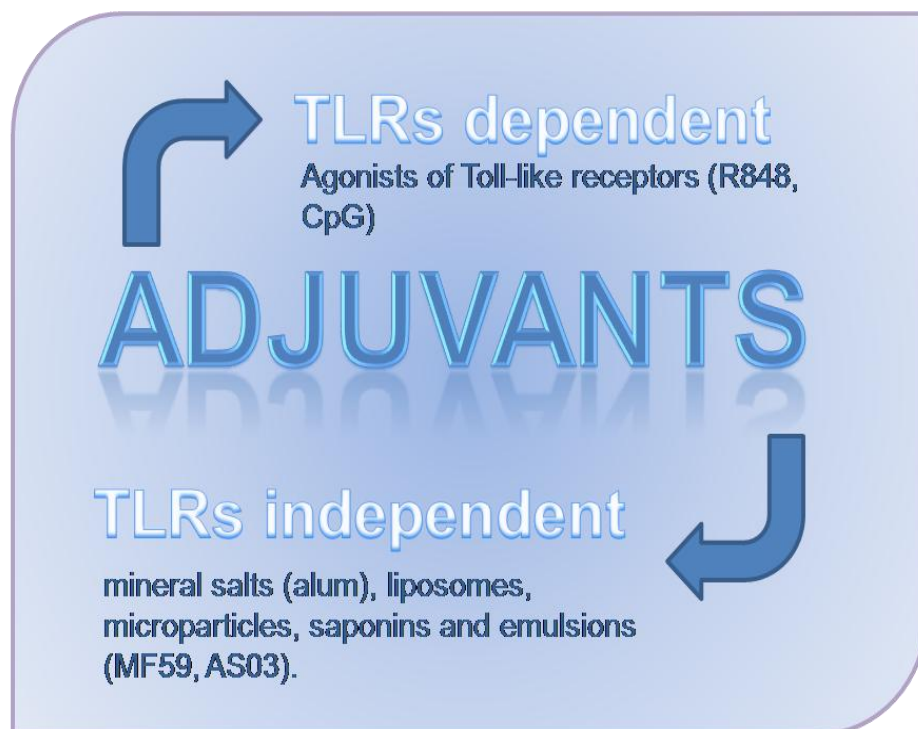 TLRs dependent
Agonists of Toll-like receptors (R848,
CpG)
ADJUVANTS
TLRs independent
mineral salts (alum), liposomes,
microparticles, saponins and emulsions
(MF59, AS03).